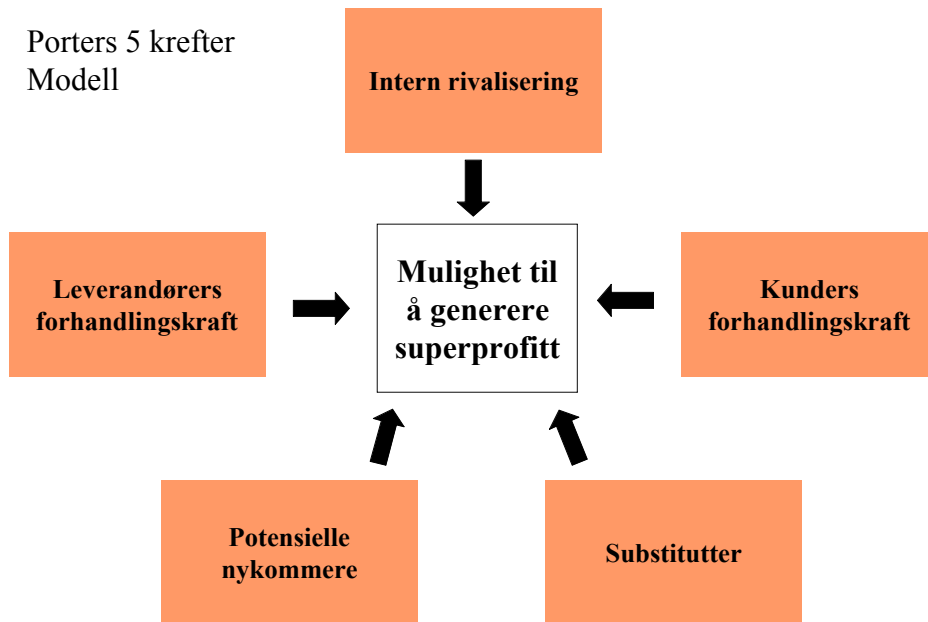 Porters 5 krefter
Modell
Intern rivalisering
Leverandørers
forhandlingskraft
Mulighet til
å generere
superprofitt
Kunders
forhandlingskraft
Potensielle
nykommere
Substitutter